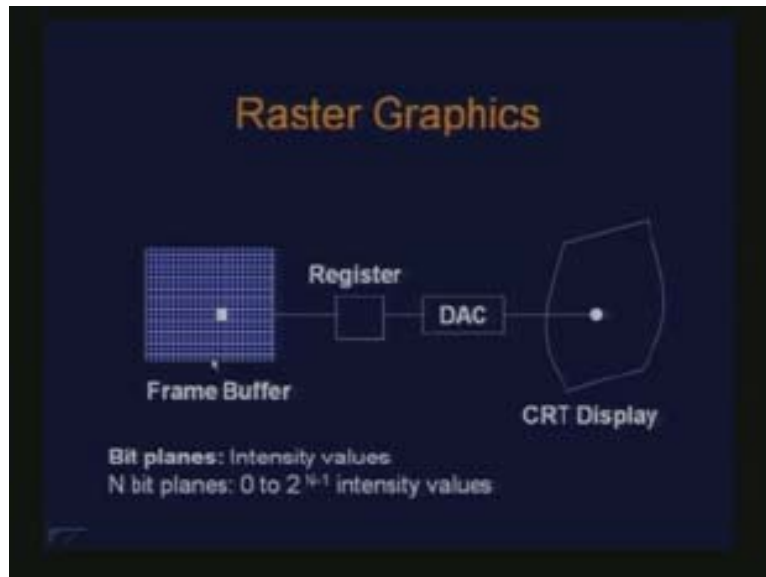 Raster Graphics
Register
DAC
Frame Buffer
CRT Display
Bit planes: Intensity values
N bit planes: 0 to 2 N-1 intensity values